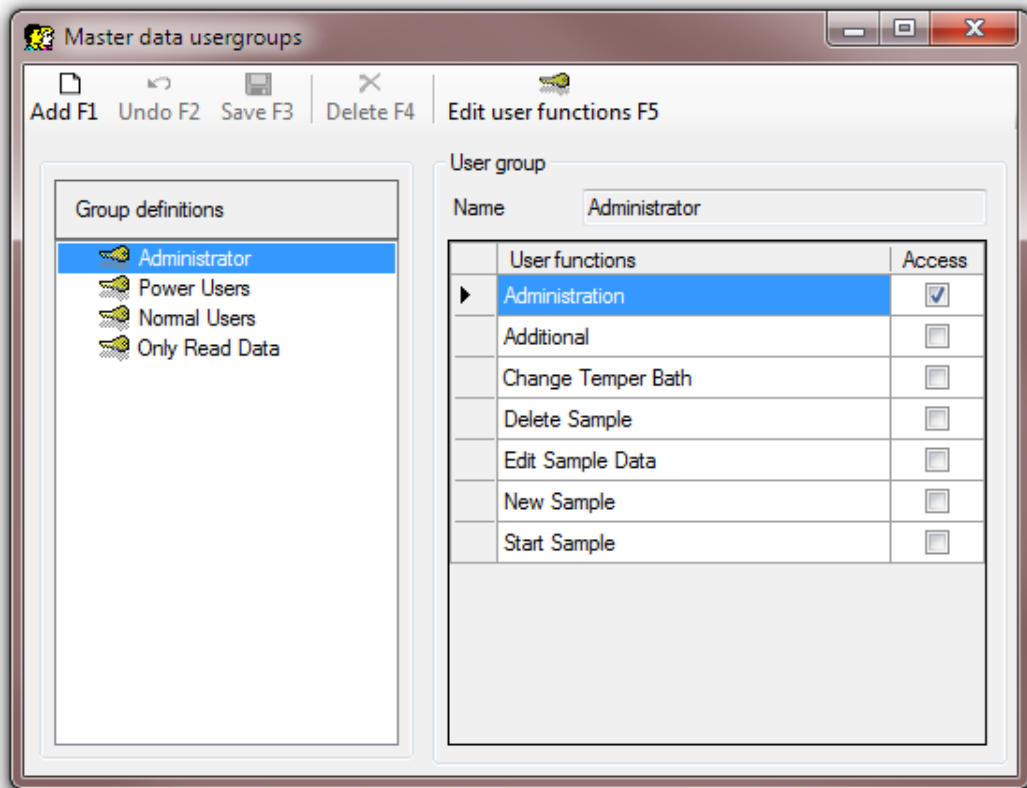 Master data usergroups
Add F1 Undo F2 Save F3 Delete F4 Edit user functions F5
Group definitions
Administrator
Power Users
Normal Users
Only Read Data
User group
Name Administrator
User functions Access
Administration
Additional
Change Temper Bath
Delete Sample
Edit Sample Data
New Sample
Start Sample